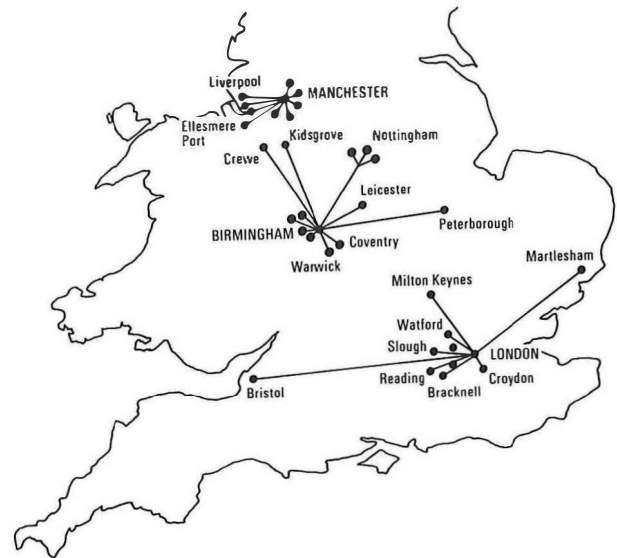 Liverpool
MANCHESTER
Ellesmere
Port
Kidsgrove
Nottingham
Crewe
Leicester
Peterborough
BIRMINGHAM
Coventry
Warwick
Martlesham
Milton Keynes
Watford
Slough
LONDON
Reading
Croydon
Bracknell
Bristol